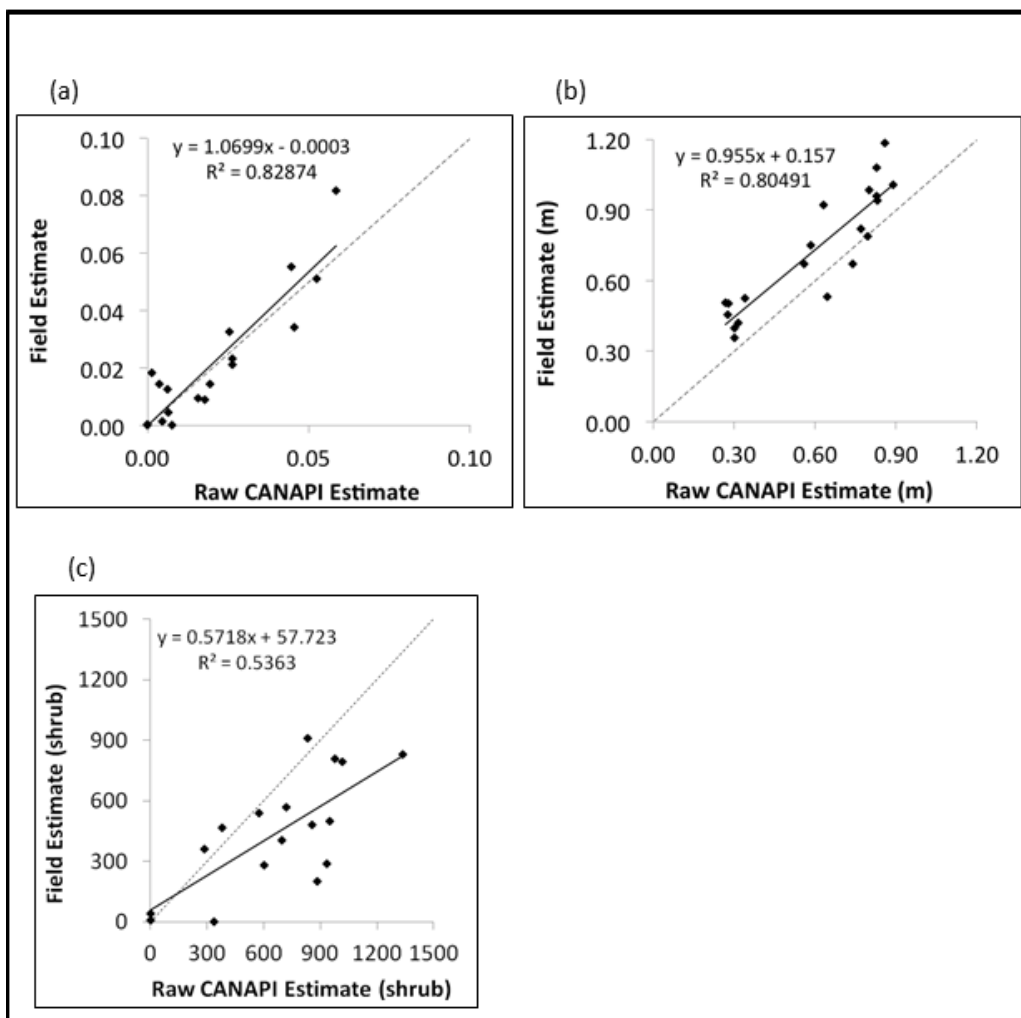 (a)
y = 1.0699x - 0.0003
R² = 0.82874
Field Estimate
0.10
0.08
0.06
0.04
0.02
0.00
0.00 0.05 0.10
Raw CANAPI Estimate
(b)
y = 0.955x + 0.157
R² = 0.80491
Field Estimate (m)
1.20
0.90
0.60
0.30
0.00
0.00 0.30 0.60 0.90 1.20
Raw CANAPI Estimate (m)
(c)
y = 0.5718x + 57.723
R² = 0.5363
Field Estimate (shrub)
1500
1200
900
600
300
0
0 300 600 900 1200 1500
Raw CANAPI Estimate (shrub)